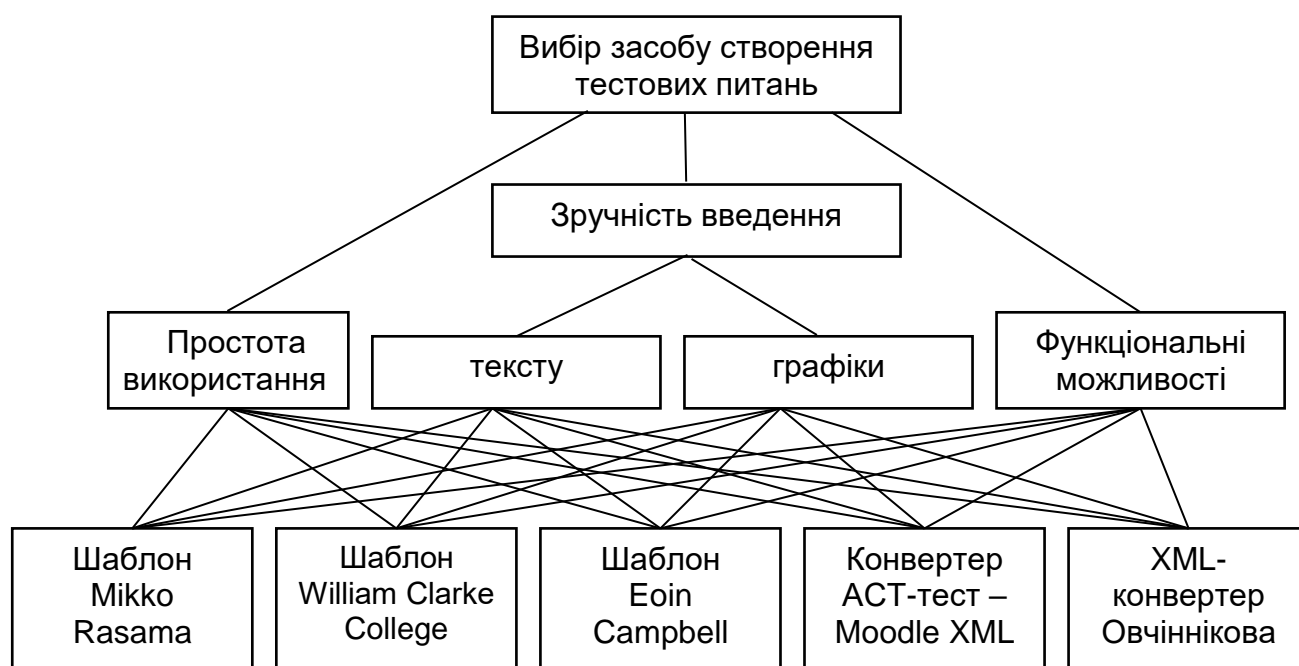 Вибір засобу створення
тестових питань
Зручність введення
Простота
використання
тексту
графіки
Функціональні
можливості
Шаблон
Mikko
Rasama
Шаблон
William Clarke
College
Шаблон
Eoin
Campbell
Конвертер
АСТ-тест –
Moodle XML
XML-
конвертер
Овчіннікова